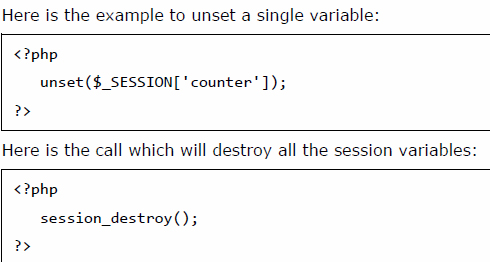 Here is the example to unset a single variable:
<?php
unset($_SESSION['counter']);
?>
Here is the call which will destroy all the session variables:
<?php
session_destroy();
?>